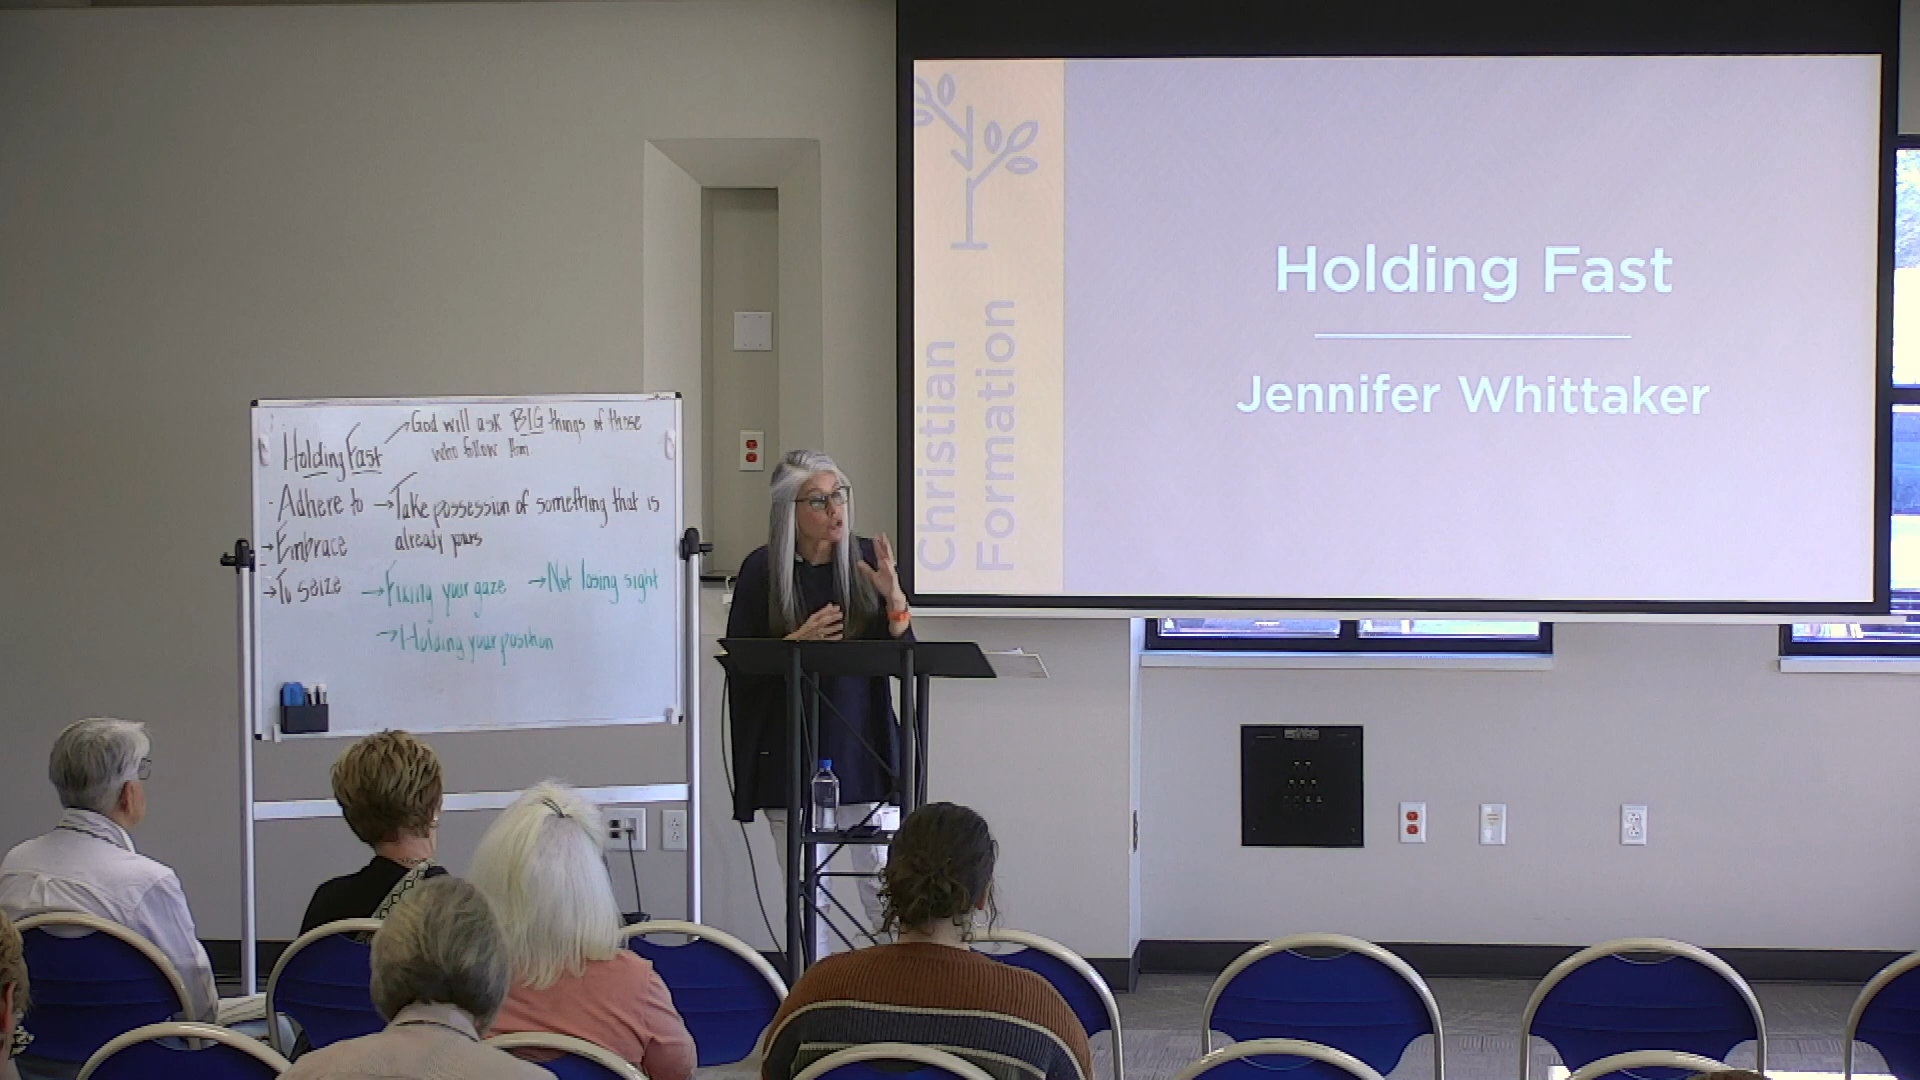 Holding Fast
God will ask BIG things of those
who follow Him
Adhere to → Take possession of something that is
already yours
→ Embrace
→ To seize
→ Fixing your gaze → Not losing sight
→ Holding your position
Christian
Formation
Holding Fast
Jennifer Whittaker